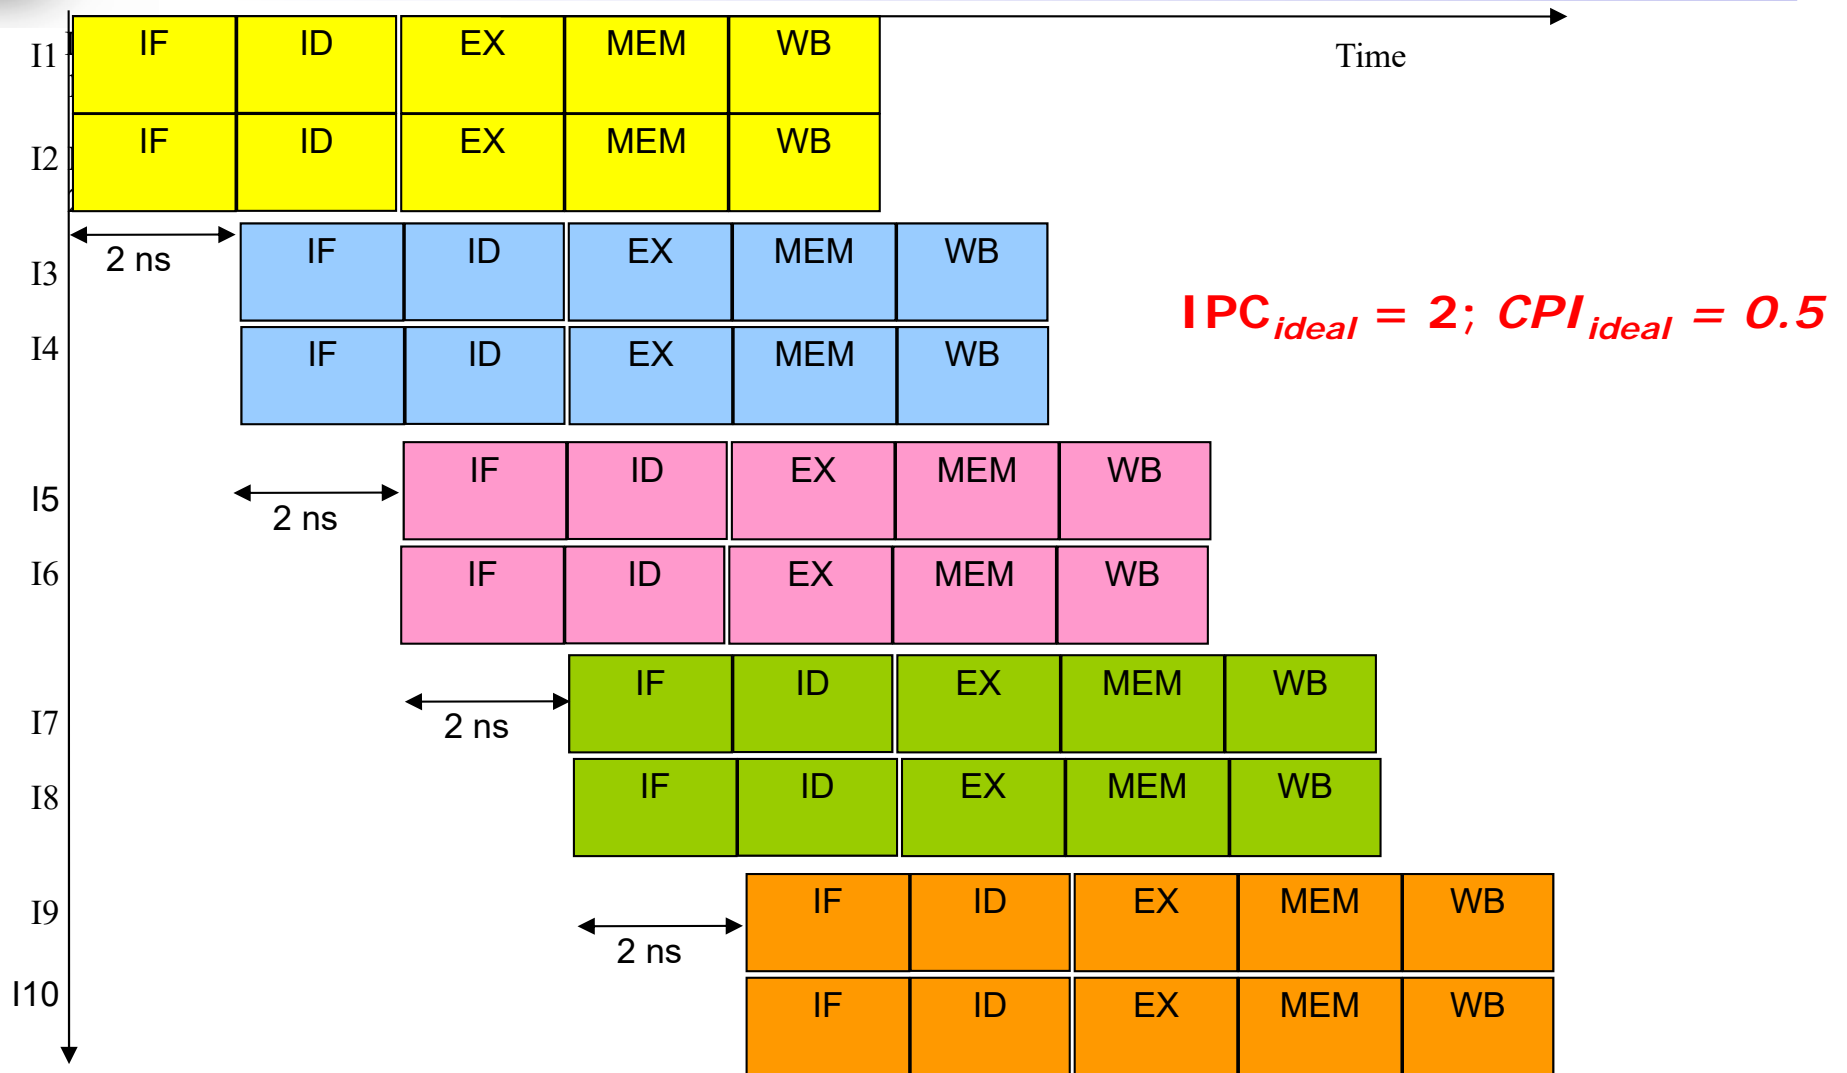 I1 IF ID EX MEM WB
Time
I2 IF ID EX MEM WB
2 ns
I3 IF ID EX MEM WB
IPCideal = 2; CPIideal = 0.5
I4 IF ID EX MEM WB
I5 IF ID EX MEM WB
2 ns
I6 IF ID EX MEM WB
I7 IF ID EX MEM WB
2 ns
I8 IF ID EX MEM WB
I9 IF ID EX MEM WB
2 ns
I10 IF ID EX MEM WB